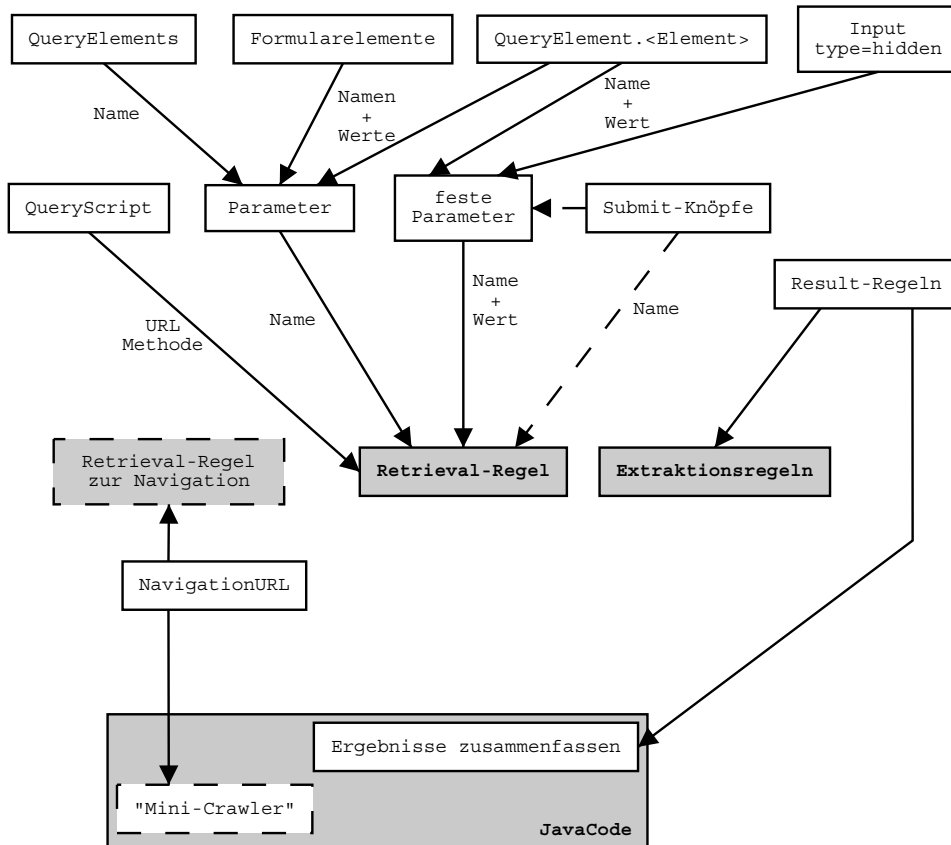 QueryElements
Formularelemente
QueryElement.<Element>
Input
type=hidden
Name
Namen
+
Werte
Name
+
Wert
QueryScript
Parameter
feste
Parameter
Submit-Knöpfe
Result-Regeln
URL
Methode
Name
Name
+
Wert
Name
Retrieval-Regel
zur Navigation
Retrieval-Regel
Extraktionsregeln
NavigationURL
Ergebnisse zusammenfassen
"Mini-Crawler"
JavaCode